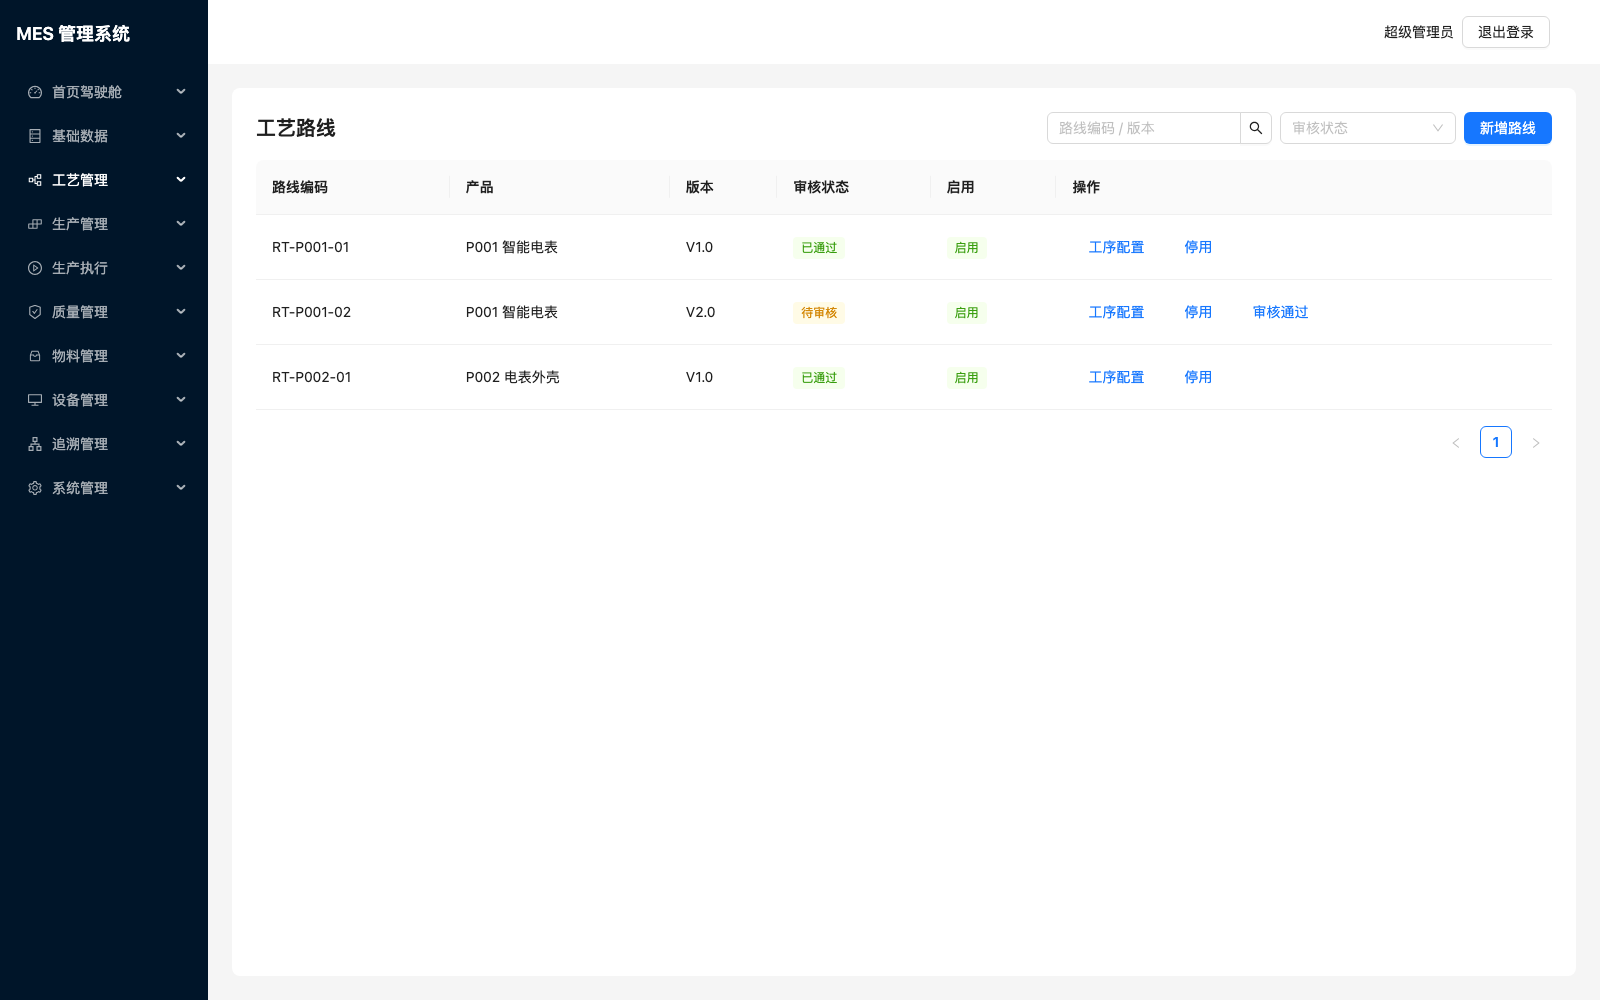 MES 管理系统
超级管理员
退出登录
首页驾驶舱
基础数据
工艺管理
生产管理
生产执行
质量管理
物料管理
设备管理
追溯管理
系统管理
工艺路线
路线编码 / 版本
审核状态
新增路线
路线编码 产品 版本 审核状态 启用 操作
RT-P001-01 P001 智能电表 V1.0 已通过 启用 工序配置 停用
RT-P001-02 P001 智能电表 V2.0 待审核 启用 工序配置 停用 审核通过
RT-P002-01 P002 电表外壳 V1.0 已通过 启用 工序配置 停用
1